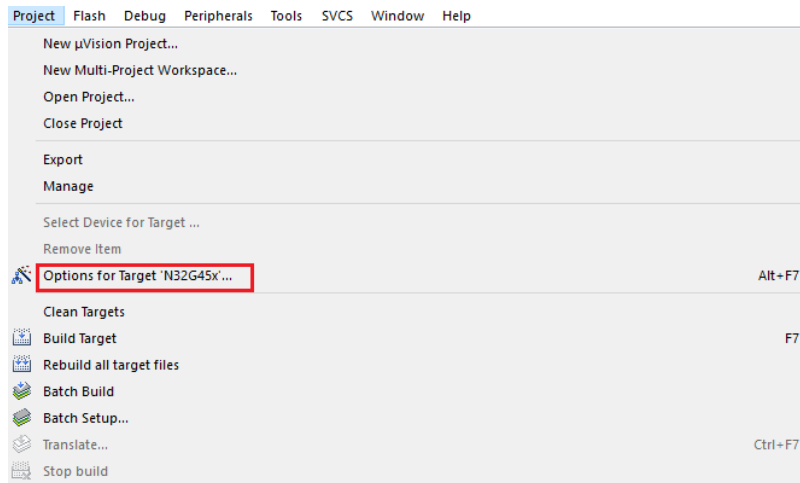 Project Flash Debug Peripherals Tools SVCS Window Help
New µVision Project...
New Multi-Project Workspace...
Open Project...
Close Project
Export
Manage
Select Device for Target ...
Remove Item
Options for Target 'N32G45x'... Alt+F7
Clean Targets
Build Target F7
Rebuild all target files
Batch Build
Batch Setup...
Translate... Ctrl+F7
Stop build